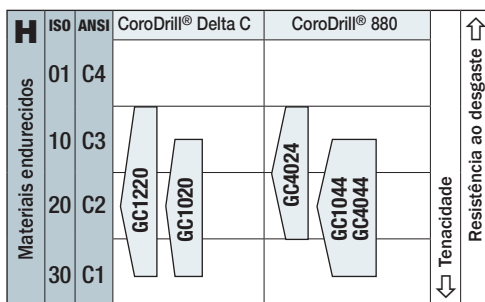 H ISO ANSI CoroDrill® Delta C CoroDrill® 880
Materiais endurecidos
01 C4
10 C3
20 C2
30 C1
GC1220
GC1020
GC4024
GC1044
GC4044
Tenacidade
Resistência ao desgaste